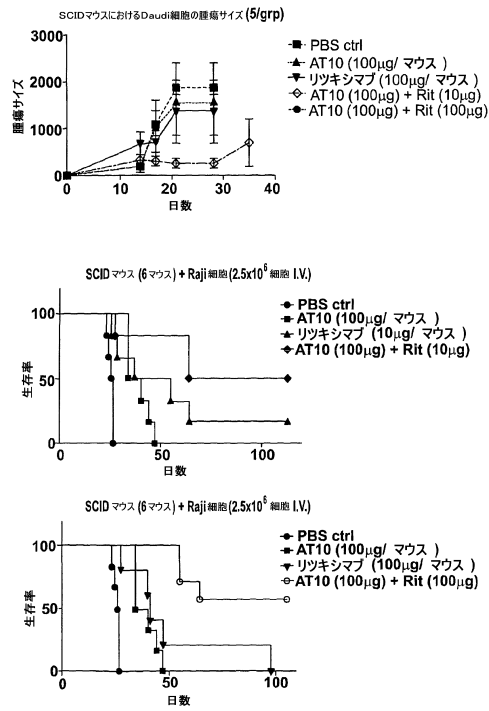 SCIDマウスにおけるDaudi細胞の腫瘍サイズ (5/grp)
3000
2000
1000
0
腫瘍サイズ
0 10 20 30 40
日数
PBS ctrl
AT10 (100μg/ マウス )
リツキシマブ (100μg/ マウス )
AT10 (100μg) + Rit (10μg)
AT10 (100μg) + Rit (100μg)
SCID マウス (6マウス) + Raji 細胞 (2.5x10⁶ 細胞 I.V.)
100
50
0
生存率
0 50 100
日数
PBS ctrl
AT10 (100μg/ マウス )
リツキシマブ (10μg/ マウス )
AT10 (100μg) + Rit (10μg)
SCID マウス (6マウス) + Raji 細胞 (2.5x10⁶ 細胞 I.V.)
100
50
0
生存率
0 50 100
日数
PBS ctrl
AT10 (100μg/ マウス )
リツキシマブ (100μg/ マウス )
AT10 (100μg) + Rit (100μg)